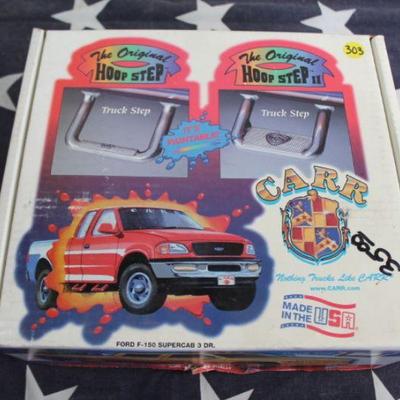 303
The Original
HOOP STEP
Truck Step
The Original
HOOP STEP II
Truck Step
IT'S
PAINTABLE!
CARR
Nothing Trucks Like CARR
www.CARR.com
MADE
IN THE
USA
FORD F-150 SUPERCAB 3 DR.